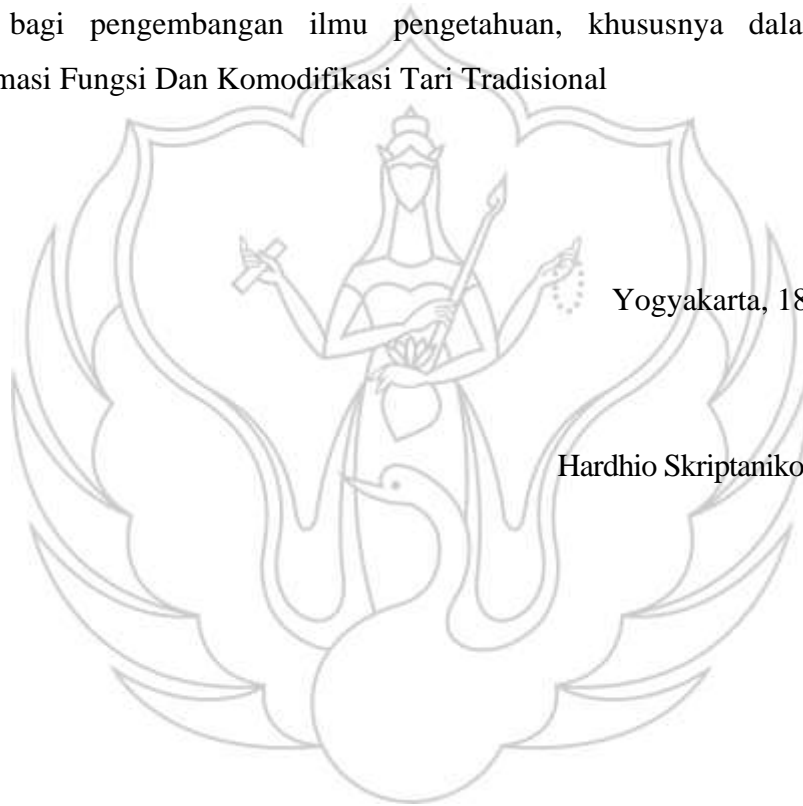 bagi pengembangan ilmu pengetahuan, khususnya dala
masi Fungsi Dan Komodifikasi Tari Tradisional
Yogyakarta, 18
Hardhio Skriptaniko